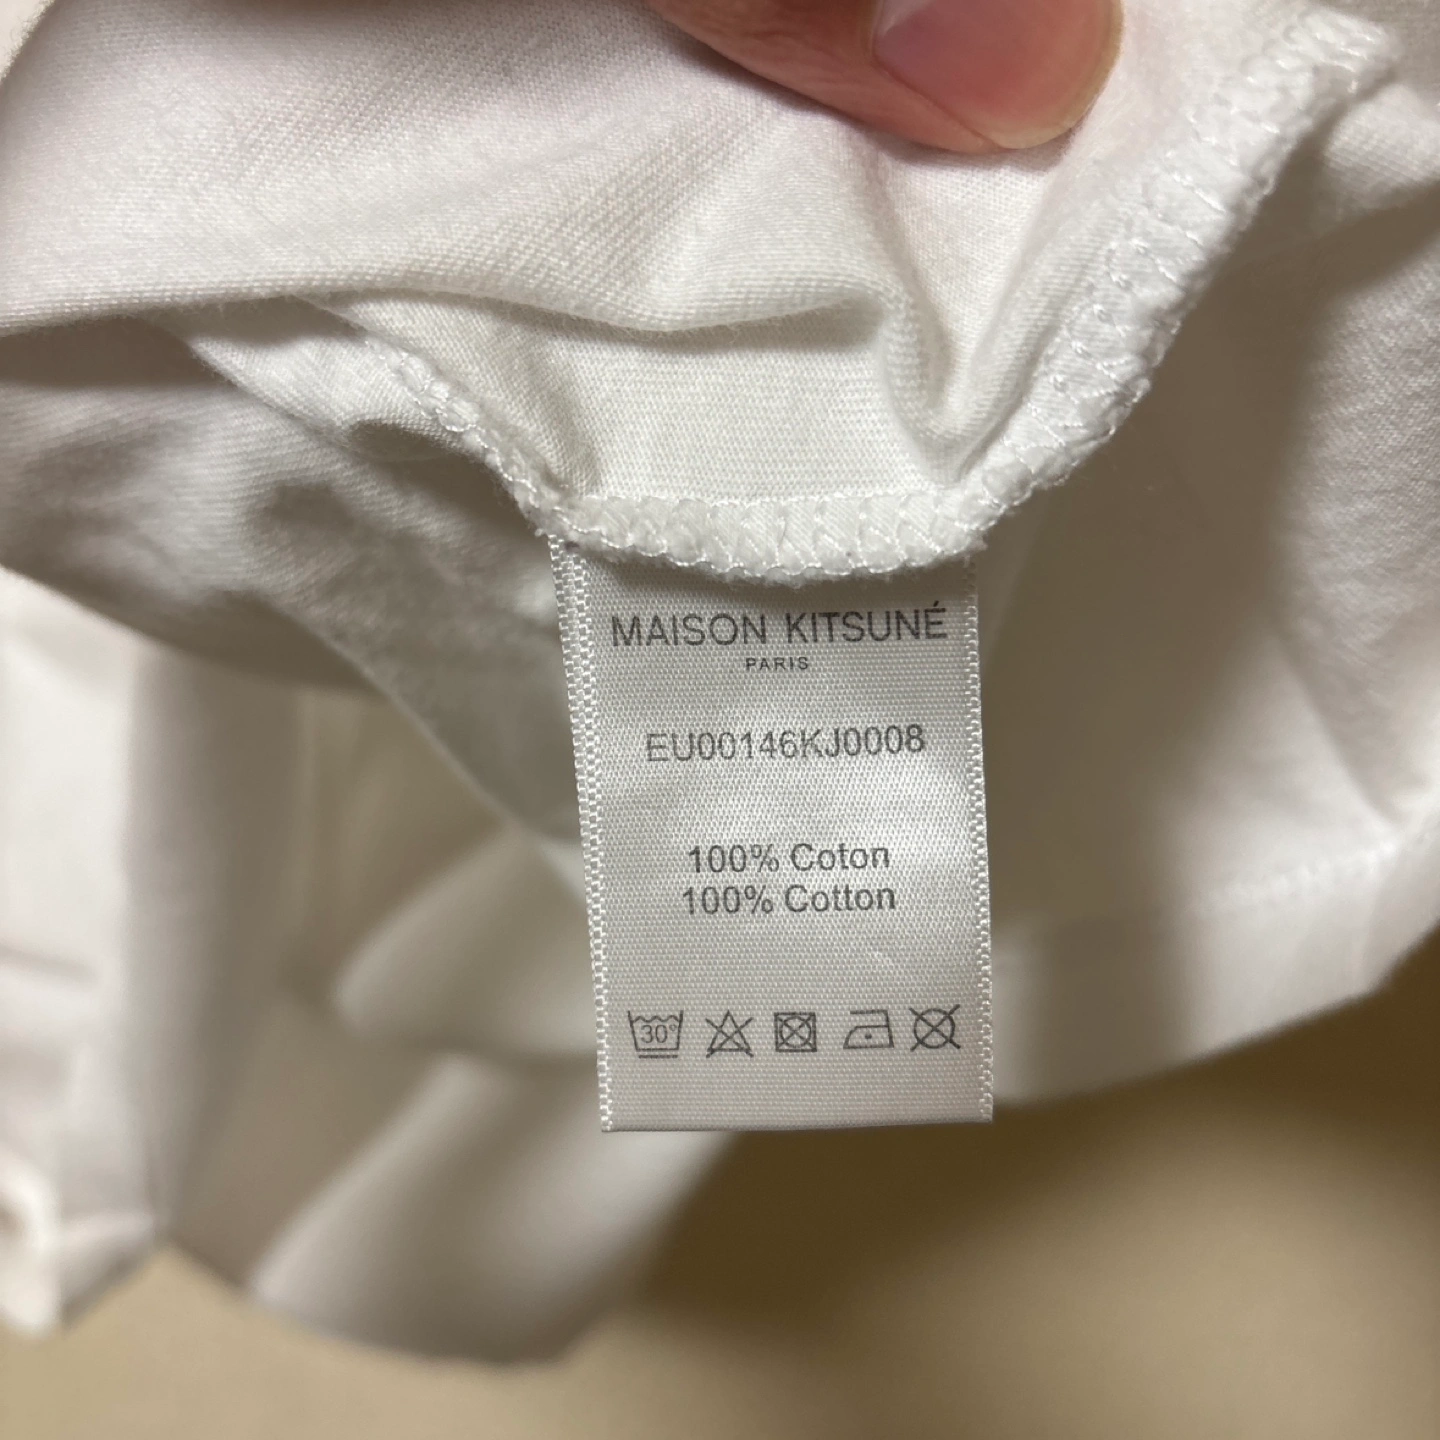 MAISON KITSUNÉ
PARIS
EU00146KJ0008
100% Coton
100% Cotton
30°